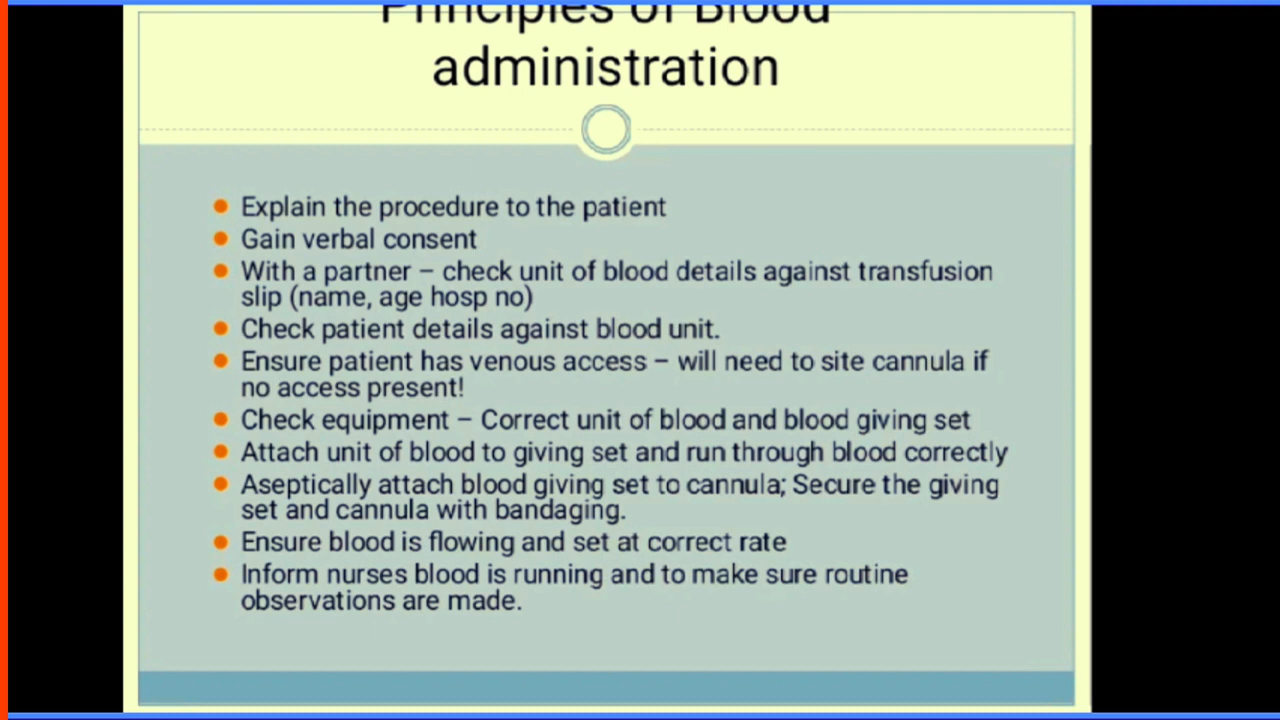 Principles of Blood
administration
Explain the procedure to the patient
Gain verbal consent
With a partner – check unit of blood details against transfusion
slip (name, age hosp no)
Check patient details against blood unit.
Ensure patient has venous access – will need to site cannula if
no access present!
Check equipment – Correct unit of blood and blood giving set
Attach unit of blood to giving set and run through blood correctly
Aseptically attach blood giving set to cannula; Secure the giving
set and cannula with bandaging.
Ensure blood is flowing and set at correct rate
Inform nurses blood is running and to make sure routine
observations are made.